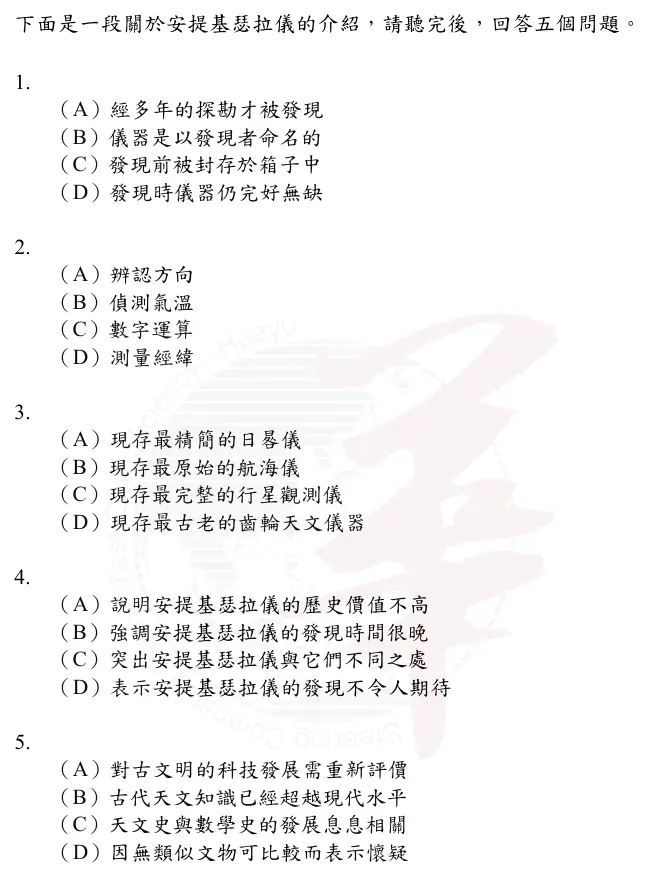 下面是一段關於安提基瑟拉儀的介紹，請聽完後，回答五個問題。
1.
（A）經多年的探勘才被發現
（B）儀器是以發現者命名的
（C）發現前被封存於箱子中
（D）發現時儀器仍完好無缺
2.
（A）辨認方向
（B）偵測氣溫
（C）數字運算
（D）測量經緯
3.
（A）現存最精簡的日晷儀
（B）現存最原始的航海儀
（C）現存最完整的行星觀測儀
（D）現存最古老的齒輪天文儀器
4.
（A）說明安提基瑟拉儀的歷史價值不高
（B）強調安提基瑟拉儀的發現時間很晚
（C）突出安提基瑟拉儀與它們不同之處
（D）表示安提基瑟拉儀的發現不令人期待
5.
（A）對古文明的科技發展需重新評價
（B）古代天文知識已經超越現代水平
（C）天文史與數學史的發展息息相關
（D）因無類似文物可比較而表示懷疑